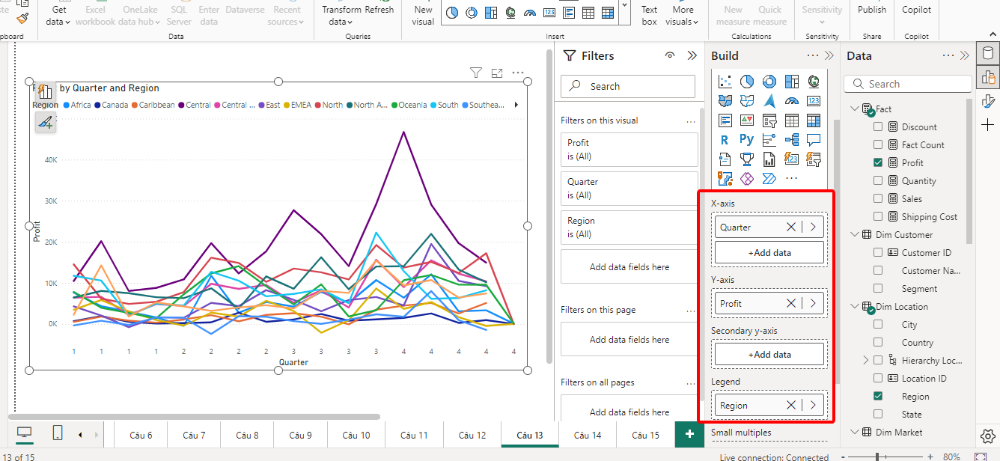 Get data
Excel workbook
OneLake data hub
SQL Server
Enter data
Dataverse
Recent sources
Transform data
Refresh
New visual
Text box
More visuals
New measure
Quick measure
Sensitivity
Publish
Copilot
Data
Queries
Insert
Calculations
Sensitivity
Share
Copilot
by Quarter and Region
Region Africa Canada Caribbean Central Central ... East EMEA North North A... Oceania South Southea...
40K
30K
20K
10K
0K
Profit
1 1 1 1 2 2 2 2 3 3 3 3 4 4 4 4 4
Quarter
Filters
Search
Filters on this visual ...
Profit
is (All)
Quarter
is (All)
Region
is (All)
Add data fields here
Filters on this page ...
Add data fields here
Filters on all pages ...
Add data fields here
Build
123
R
Py
123
X-axis
Quarter
+Add data
Y-axis
Profit
Secondary y-axis
+Add data
Legend
Region
Small multiples
Data
Search
Fact
Discount
Fact Count
Profit
Quantity
Sales
Shipping Cost
Dim Customer
Customer ID
Customer Na...
Segment
Dim Location
City
Country
Hierarchy Loc...
Location ID
Region
State
Dim Market
Câu 6
Câu 7
Câu 8
Câu 9
Câu 10
Câu 11
Câu 12
Câu 13
Câu 14
Câu 15
13 of 15
Live connection: Connected
80%